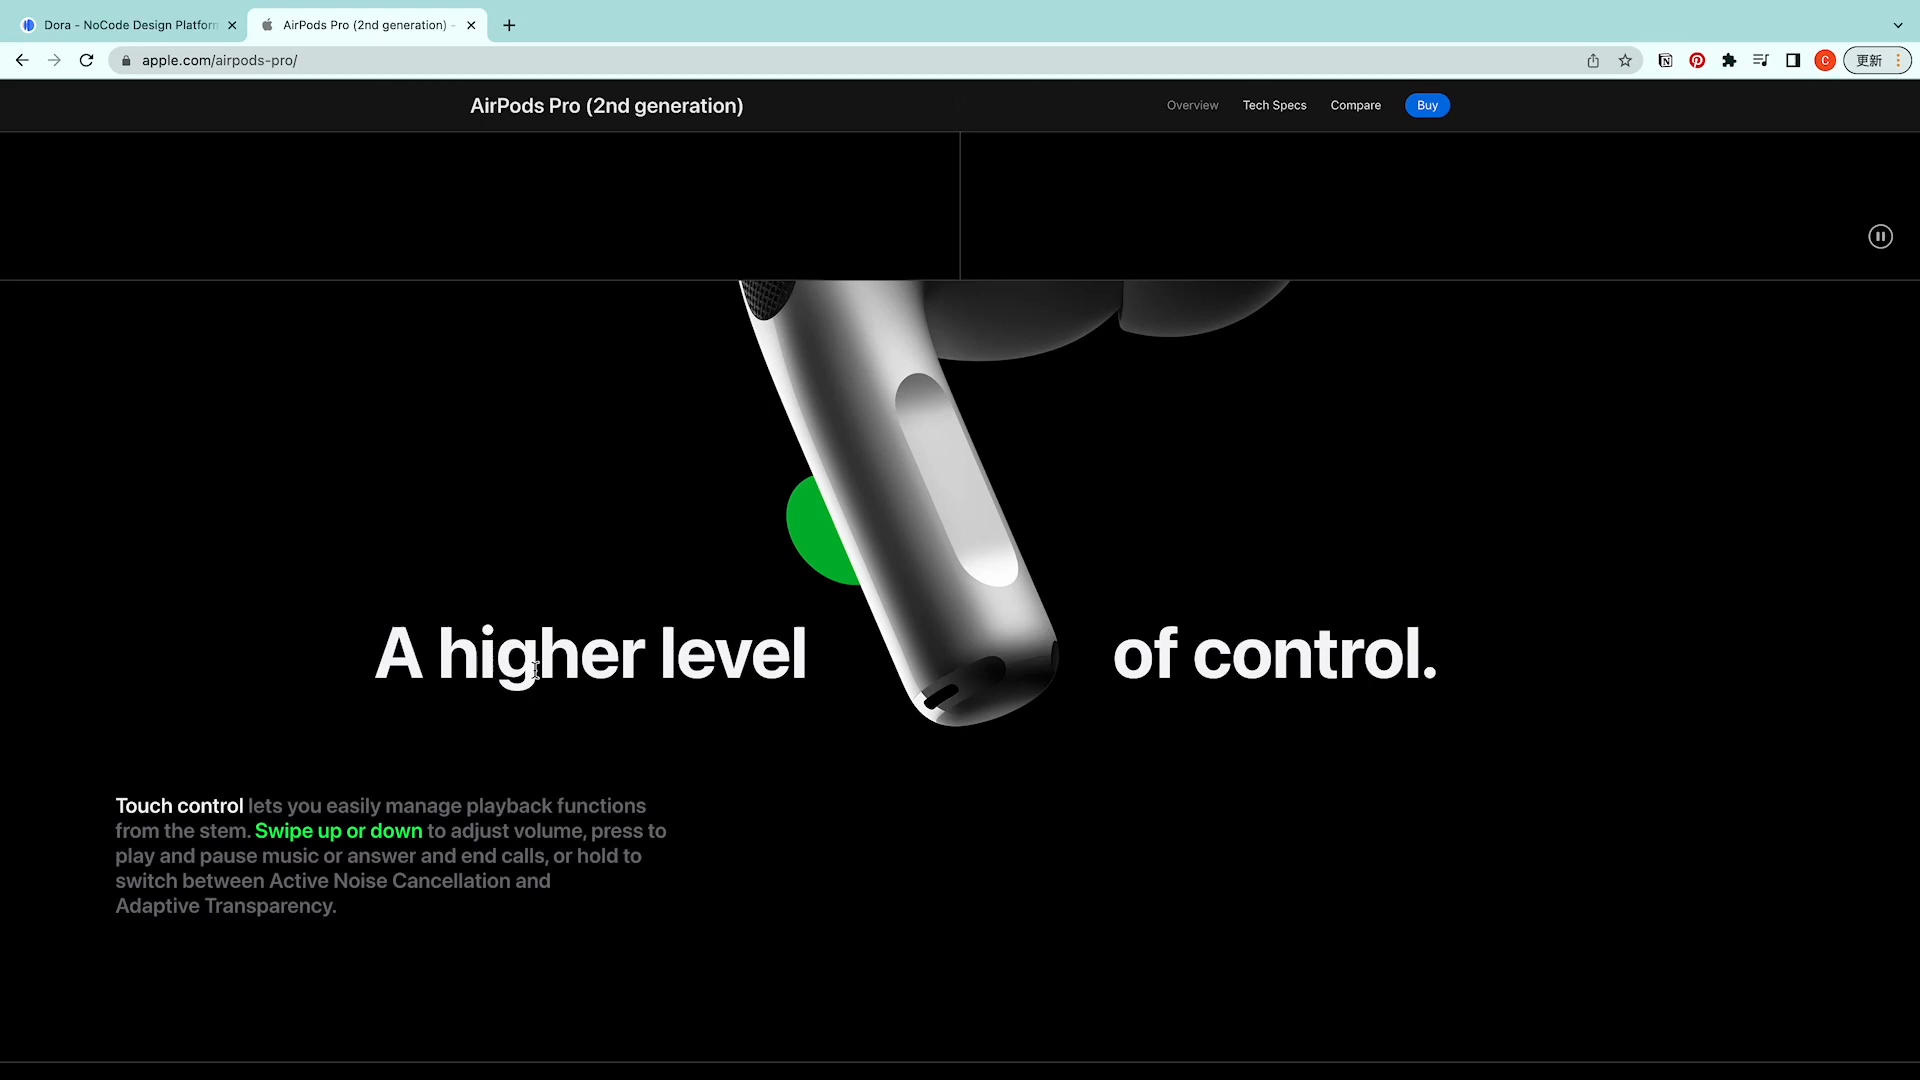 Dora - NoCode Design Platform
AirPods Pro (2nd generation) -
apple.com/airpods-pro/
C
更新
AirPods Pro (2nd generation)
Overview
Tech Specs
Compare
Buy
A higher level
of control.
Touch control lets you easily manage playback functions
from the stem. Swipe up or down to adjust volume, press to
play and pause music or answer and end calls, or hold to
switch between Active Noise Cancellation and
Adaptive Transparency.